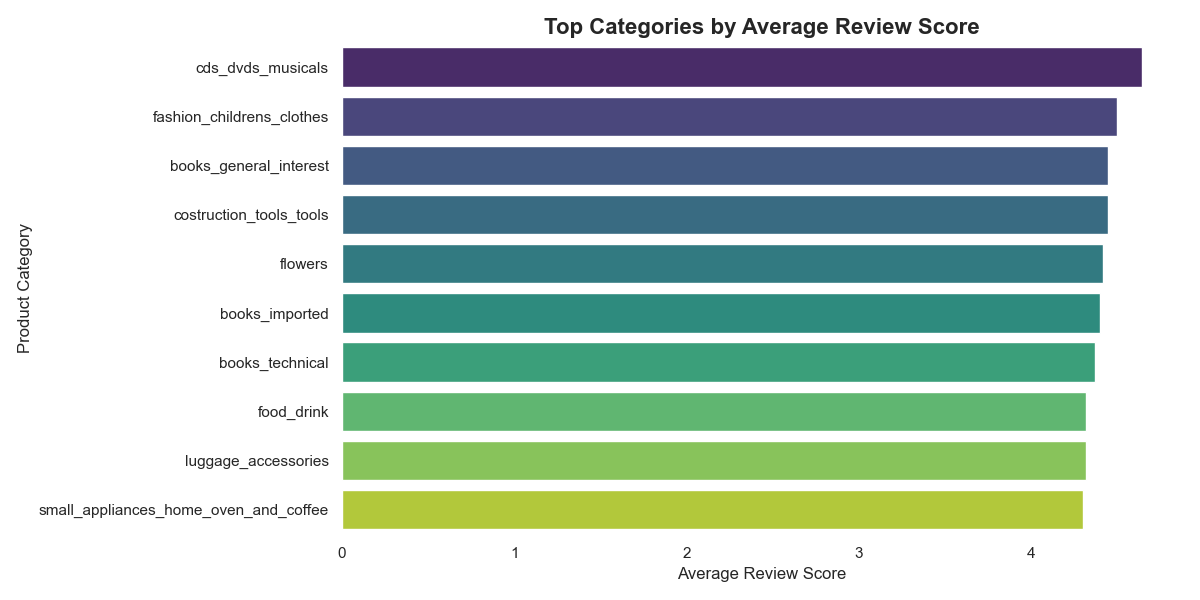 Top Categories by Average Review Score
Product Category
cds_dvds_musicals
fashion_childrens_clothes
books_general_interest
costruction_tools_tools
flowers
books_imported
books_technical
food_drink
luggage_accessories
small_appliances_home_oven_and_coffee
0 1 2 3 4
Average Review Score